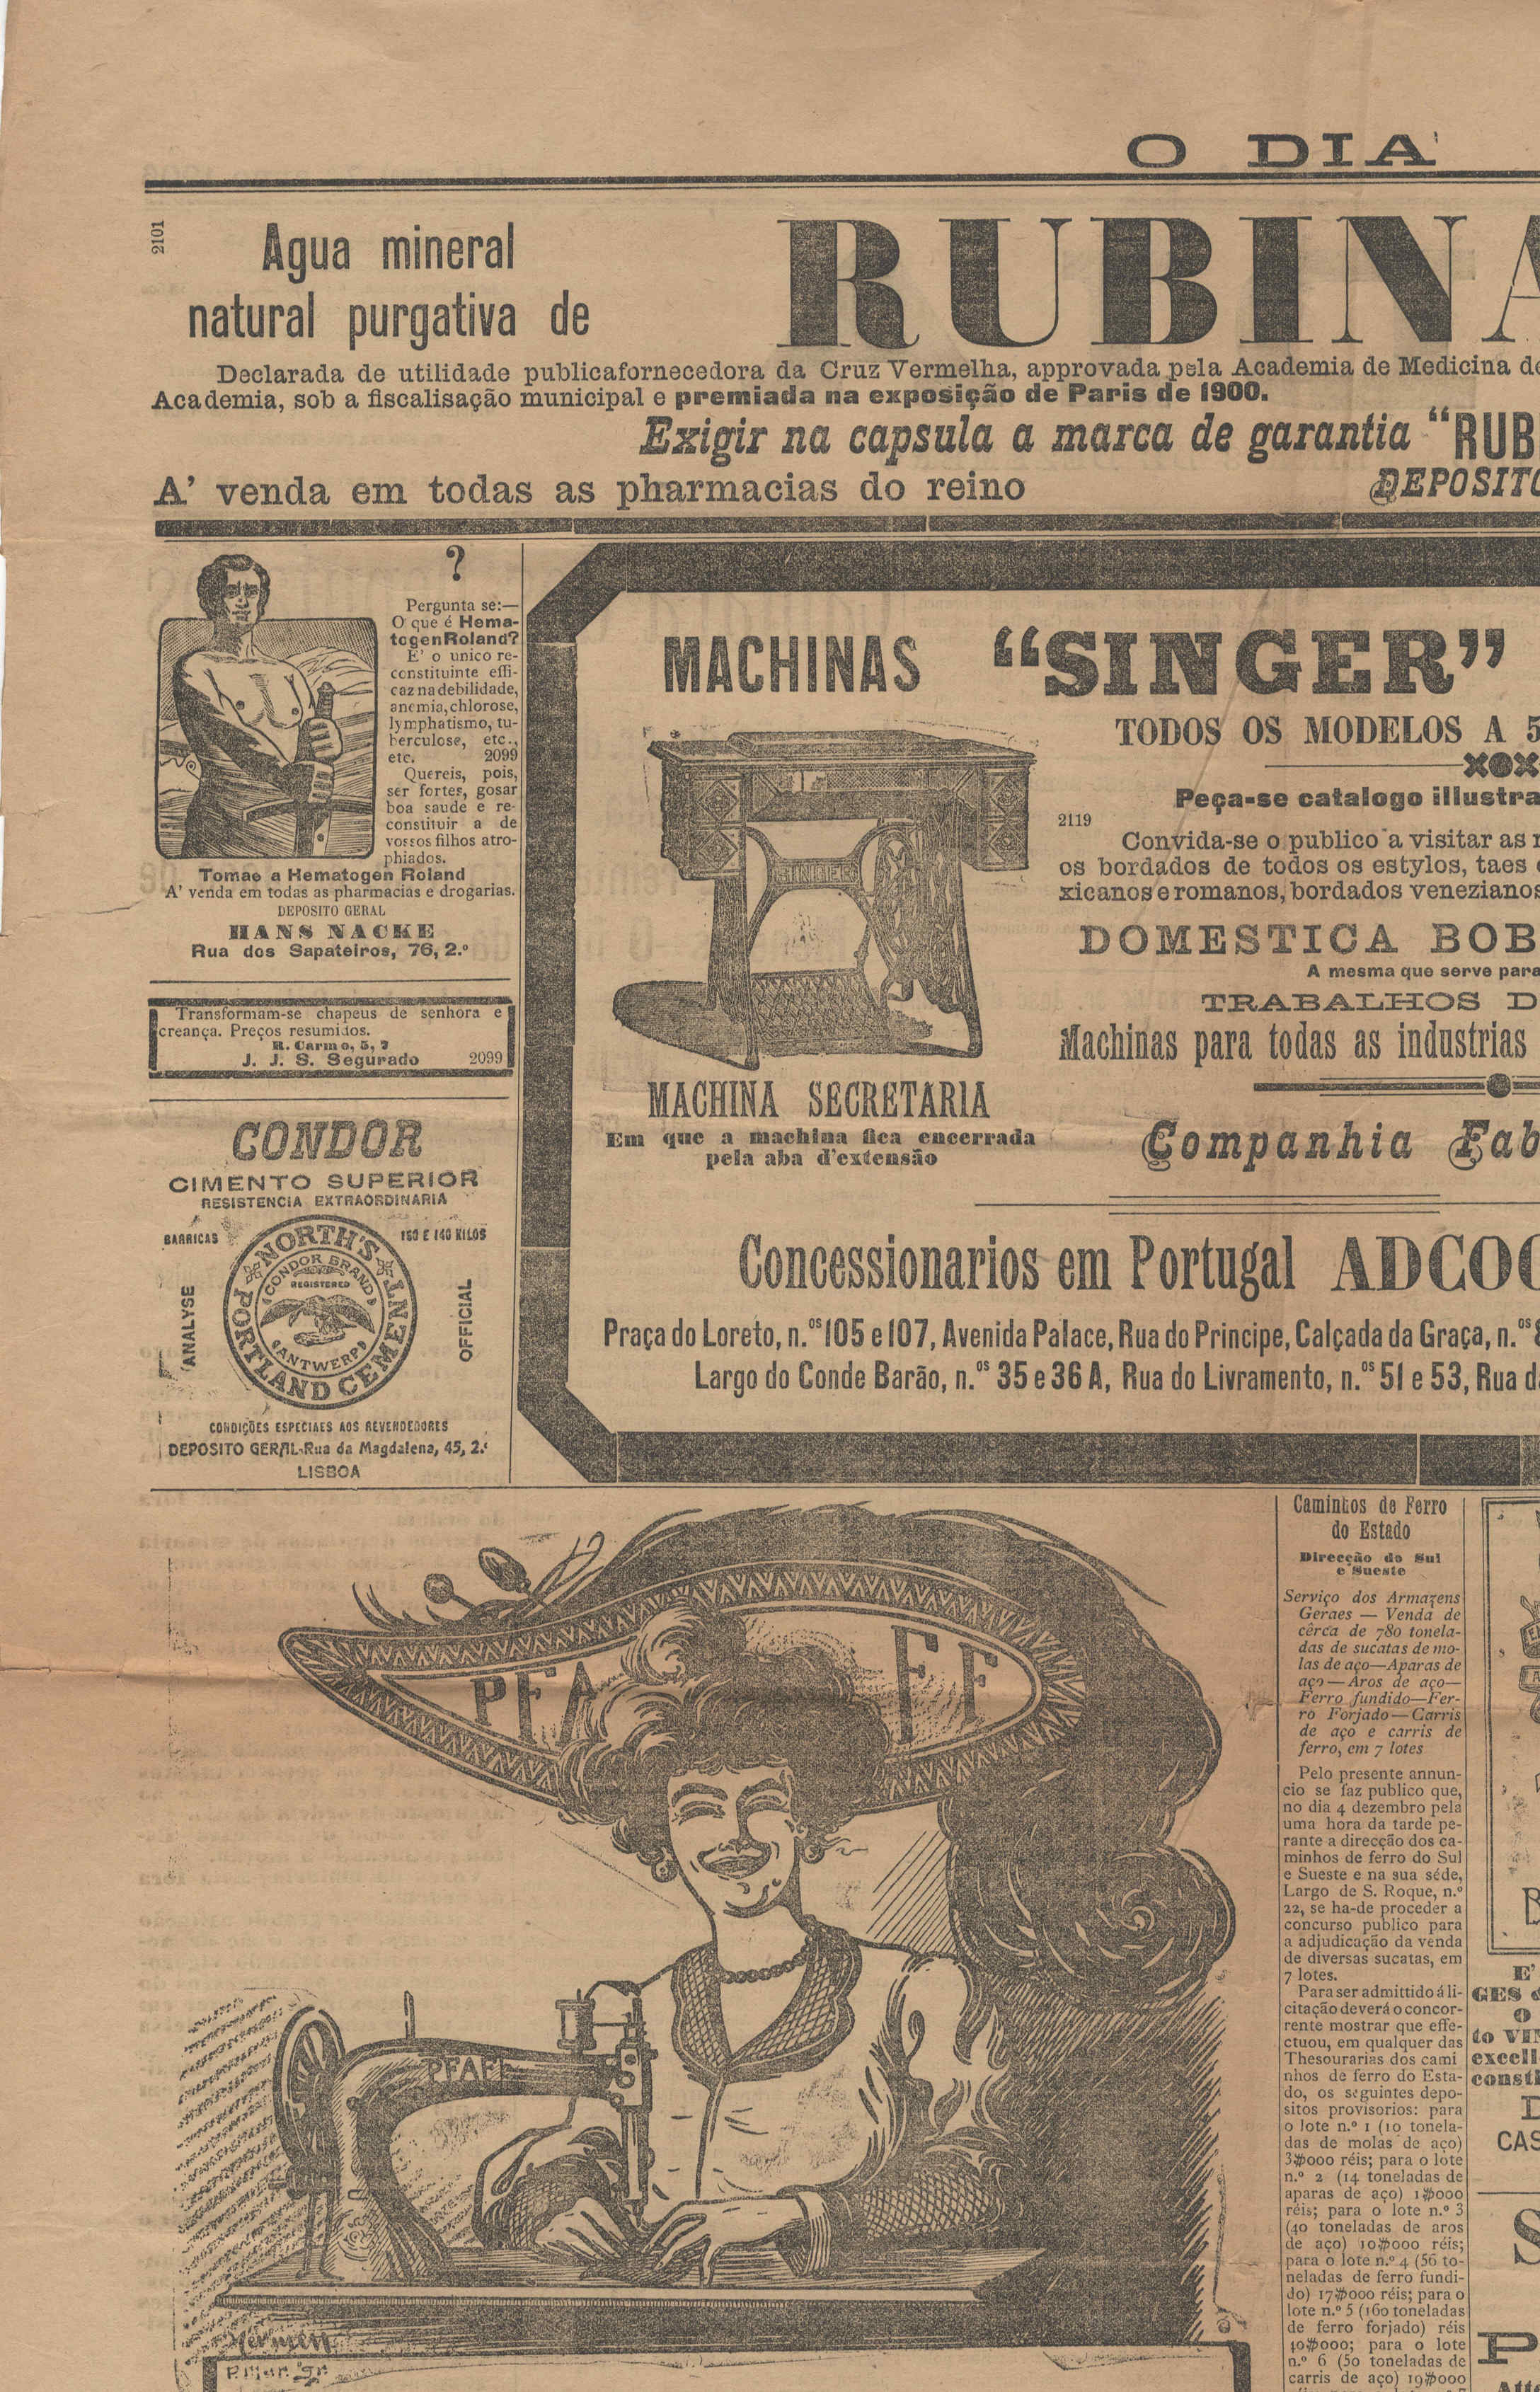 O DIA
2101
Agua mineral
natural purgativa de
RUBINA
Declarada de utilidade publicafornecedora da Cruz Vermelha, approvada pela Academia de Medicina de
Academia, sob a fiscalisação municipal e premiada na exposição de Paris de 1900.
Exigir na capsula a marca de garantia "RUB
A' venda em todas as pharmacias do reino
DEPOSITO
?
Pergunta se:—
O que é Hema-
togenRoland?
E' o unico re-
constituinte effi-
caz na debilidade,
anemia, chlorose,
lymphatismo, tu-
berculose, etc.,
etc. 2099
Quereis, pois,
ser fortes, gosar
boa saude e re-
constituir a de
vossos filhos atro-
phiados.
Tomae a Hematogen Roland
A' venda em todas as pharmacias e drogarias.
DEPOSITO GERAL
HANS NACKE
Rua dos Sapateiros, 76, 2.º
Transformam-se chapeus de senhora e
creança. Preços resumidos.
R. Carmo, 5, 2
J. J. S. Segurado 2099
CONDOR
CIMENTO SUPERIOR
RESISTENCIA EXTRAORDINARIA
BARRICAS
150 E 140 KILOS
NORTH'S PORTLAND CEMENT
CONDOR BRAND
REGISTERED
ANTWERP
ANALYSE
OFFICIAL
CONDIÇÕES ESPECIAES AOS REVENDEDORES
DEPOSITO GERAL-Rua da Magdalena, 45, 2.º
LISBOA
MACHINAS "SINGER"
TODOS OS MODELOS A 5
Peça-se catalogo illustra
2119
Convida-se o publico a visitar as
os bordados de todos os estylos, taes
xicanos e romanos, bordados venezianos
DOMESTICA BOB
A mesma que serve para
TRABALHOS D
Machinas para todas as industrias
SINGER
MACHINA SECRETARIA
Em que a machina fica encerrada
pela aba d'extensão
Companhia Fab
Concessionarios em Portugal ADCOC
Praça do Loreto, n.os 105 e 107, Avenida Palace, Rua do Principe, Calçada da Graça, n.os 8
Largo do Conde Barão, n.os 35 e 36 A, Rua do Livramento, n.os 51 e 53, Rua d
PFAFF
PFAFF
Caminhos de Ferro
do Estado
Direcção do Sul
e Sueste
Serviço dos Armazens
Geraes — Venda de
cêrca de 780 tonela-
das de sucatas de mo-
las de aço—Aparas de
aço—Aros de aço—
Ferro fundido—Fer-
ro Forjado—Carris
de aço e carris de
ferro, em 7 lotes
Pelo presente annun-
cio se faz publico que,
no dia 4 dezembro pela
uma hora da tarde pe-
rante a direcção dos ca-
minhos de ferro do Sul
e Sueste e na sua séde,
Largo de S. Roque, n.º
22, se ha-de proceder a
concurso publico para
a adjudicação da venda
de diversas sucatas, em
7 lotes.
Para ser admittido á li-
citação deverá o concor-
rente mostrar que effe-
ctuou, em qualquer das
Thesourarias dos cami
nhos de ferro do Esta-
do, os seguintes depo-
sitos provisorios: para
o lote n.º 1 (10 tonela-
das de molas de aço)
3$000 réis; para o lote
n.º 2 (14 toneladas de
aparas de aço) 1$000
réis; para o lote n.º 3
(40 toneladas de aros
de aço) 10$000 réis;
para o lote n.º 4 (56 to-
neladas de ferro fundi-
do) 17$000 réis; para o
lote n.º 5 (160 toneladas
de ferro forjado) réis
40$000; para o lote
n.º 6 (50 toneladas de
carris de aço) 19$000
E'
GES
O
to VI
excell
consti
CAS
S
P